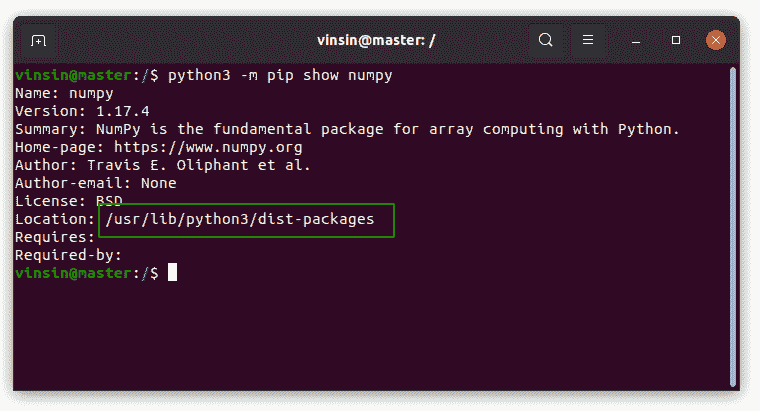 vinsin@master: /
vinsin@master:/$ python3 -m pip show numpy
Name: numpy
Version: 1.17.4
Summary: NumPy is the fundamental package for array computing with Python.
Home-page: https://www.numpy.org
Author: Travis E. Oliphant et al.
Author-email: None
License: BSD
Location: /usr/lib/python3/dist-packages
Requires:
Required-by:
vinsin@master:/$